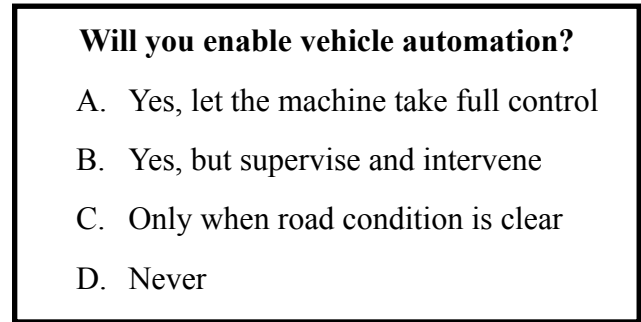 Will you enable vehicle automation?
A. Yes, let the machine take full control
B. Yes, but supervise and intervene
C. Only when road condition is clear
D. Never